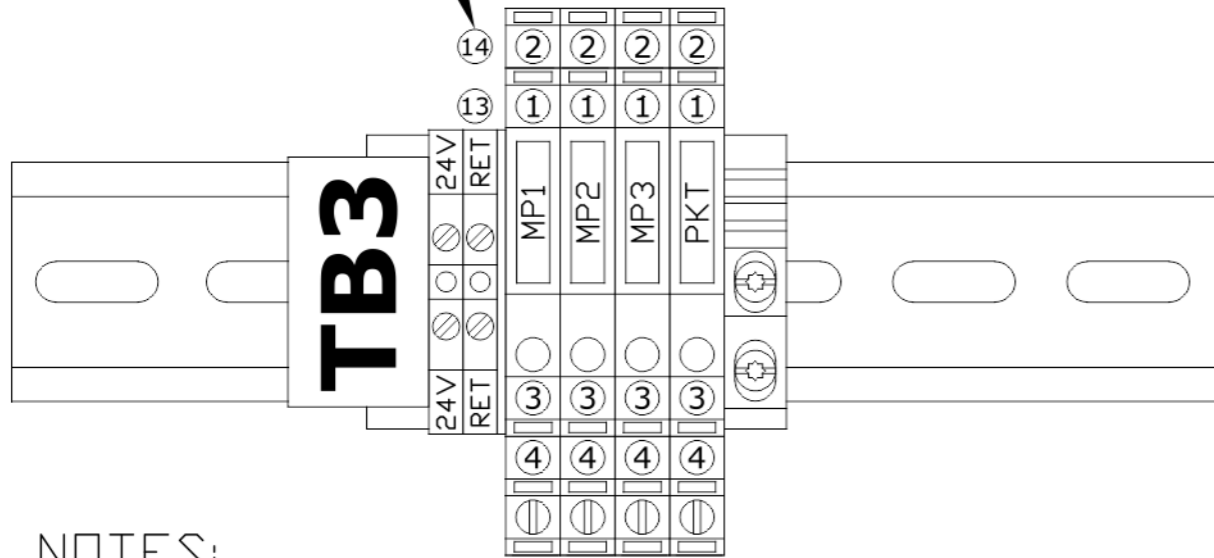 14 2 2 2 2
13 1 1 1 1
24V RET MP1 MP2 MP3 PKT
TB3
24V RET 3 3 3 3
4 4 4 4
NOTES: